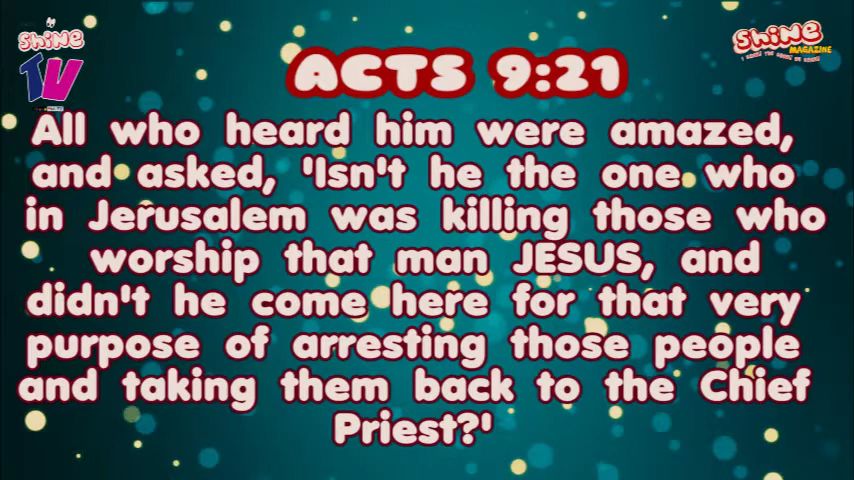 Shine
TV
Shine
MAGAZINE
ACTS 9:21
All who heard him were amazed,
and asked, 'Isn't he the one who
in Jerusalem was killing those who
worship that man JESUS, and
didn't he come here for that very
purpose of arresting those people
and taking them back to the Chief
Priest?'